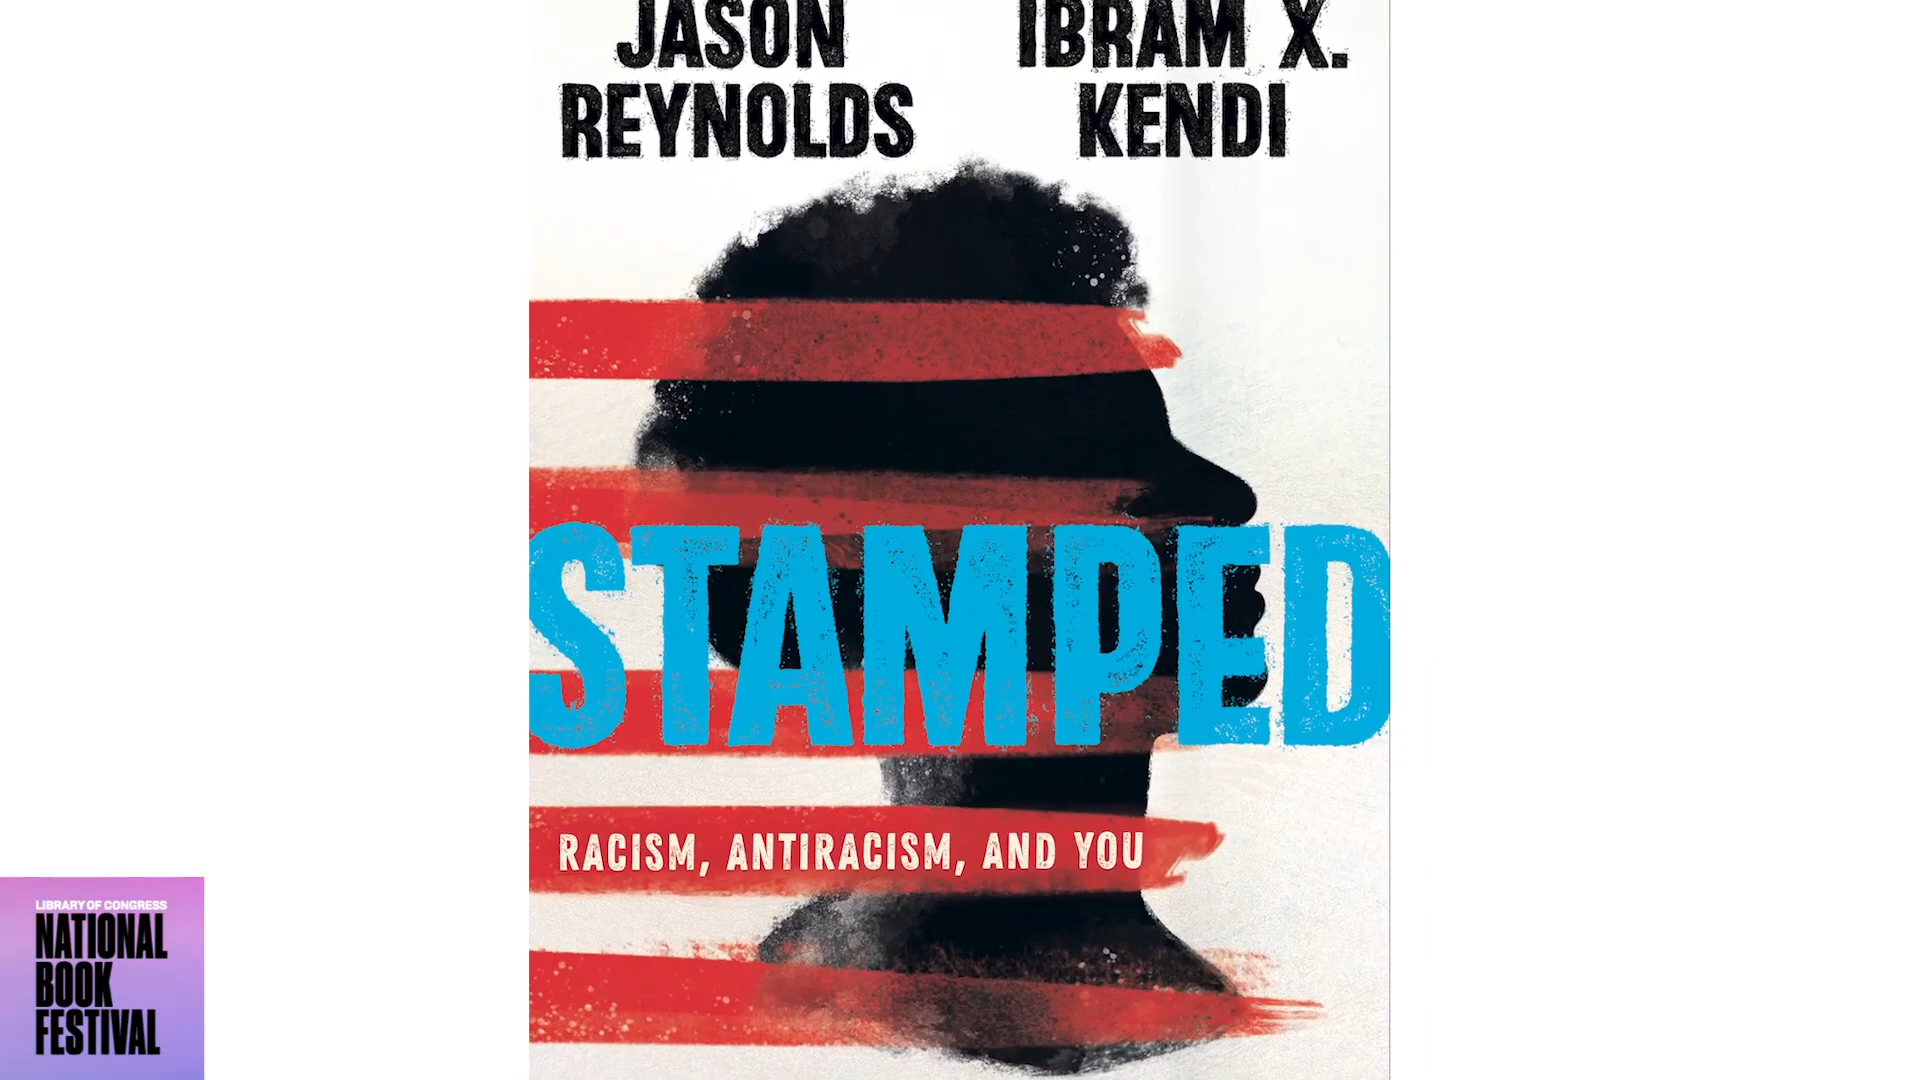 JASON
REYNOLDS
IBRAM X.
KENDI
STAMPED
RACISM, ANTIRACISM, AND YOU
LIBRARY OF CONGRESS
NATIONAL
BOOK
FESTIVAL